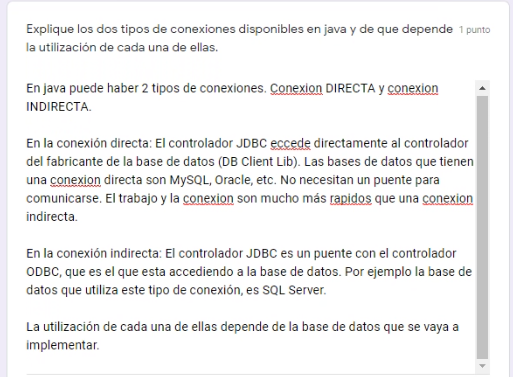 Explique los dos tipos de conexiones disponibles en java y de que depende 1 punto
la utilización de cada una de ellas.
En java puede haber 2 tipos de conexiones. Conexion DIRECTA y conexion
INDIRECTA.
En la conexión directa: El controlador JDBC eccede directamente al controlador
del fabricante de la base de datos (DB Client Lib). Las bases de datos que tienen
una conexion directa son MySQL, Oracle, etc. No necesitan un puente para
comunicarse. El trabajo y la conexion son mucho más rapidos que una conexion
indirecta.
En la conexión indirecta: El controlador JDBC es un puente con el controlador
ODBC, que es el que esta accediendo a la base de datos. Por ejemplo la base de
datos que utiliza este tipo de conexión, es SQL Server.
La utilización de cada una de ellas depende de la base de datos que se vaya a
implementar.